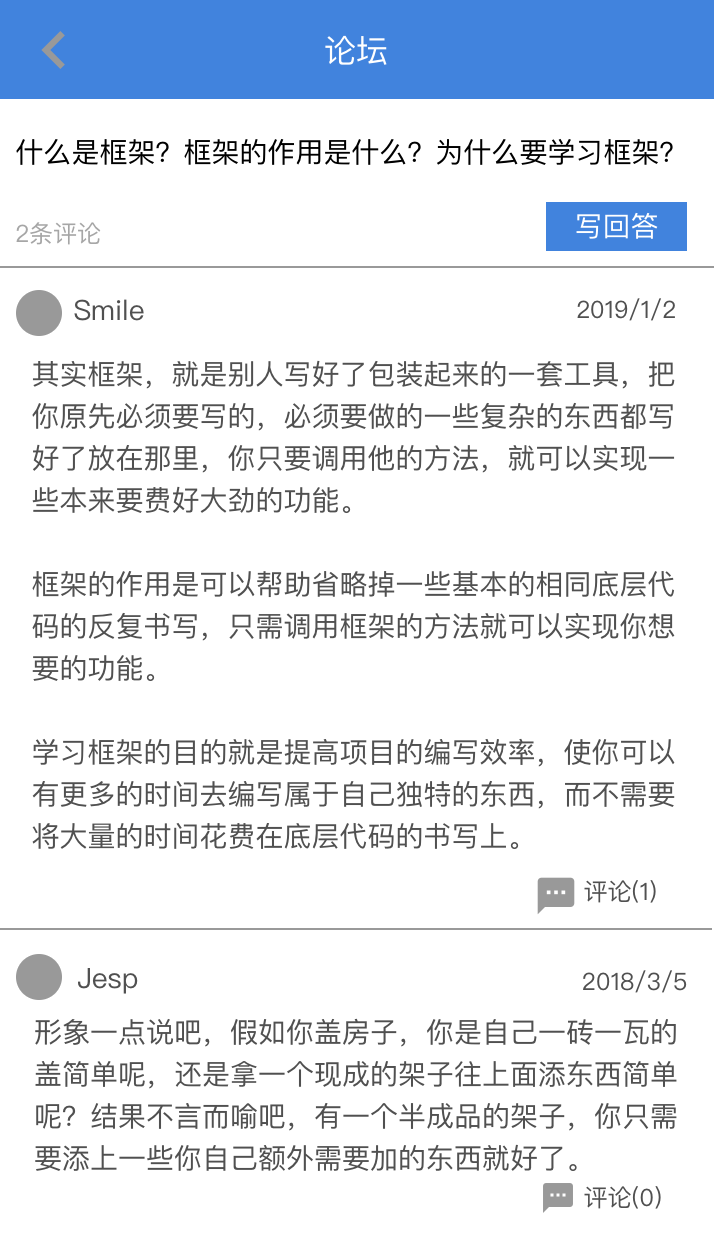 论坛
什么是框架？框架的作用是什么？为什么要学习框架？
2条评论
写回答
Smile
2019/1/2
其实框架，就是别人写好了包装起来的一套工具，把
你原先必须要写的，必须要做的一些复杂的东西都写
好了放在那里，你只要调用他的方法，就可以实现一
些本来要费好大劲的功能。
框架的作用是可以帮助省略掉一些基本的相同底层代
码的反复书写，只需调用框架的方法就可以实现你想
要的功能。
学习框架的目的就是提高项目的编写效率，使你可以
有更多的时间去编写属于自己独特的东西，而不需要
将大量的时间花费在底层代码的书写上。
评论(1)
Jesp
2018/3/5
形象一点说吧，假如你盖房子，你是自己一砖一瓦的
盖简单呢，还是拿一个现成的架子往上面添东西简单
呢？结果不言而喻吧，有一个半成品的架子，你只需
要添上一些你自己额外需要加的东西就好了。
评论(0)